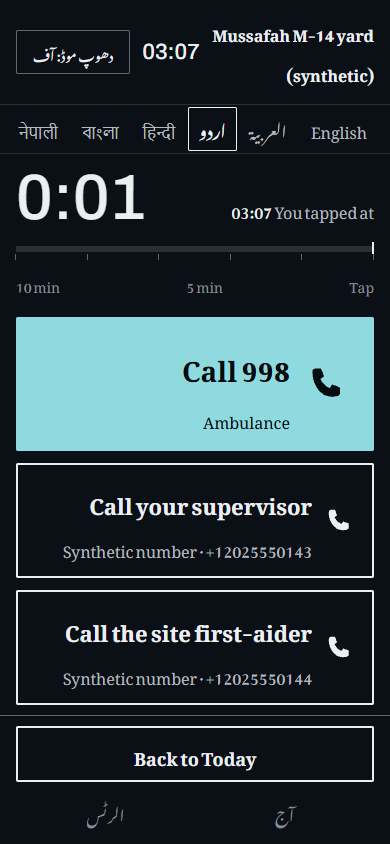 Mussafah M-14 yard
(synthetic)
03:07
دھوپ موڈ: آف
English
العربية
اردو
हिन्दी
বাংলা
नेपाली
0:01
03:07 You tapped at
10 min
5 min
Tap
Call 998
Ambulance
Call your supervisor
Synthetic number · +12025550143
Call the site first-aider
Synthetic number · +12025550144
Back to Today
آج
الرٹس